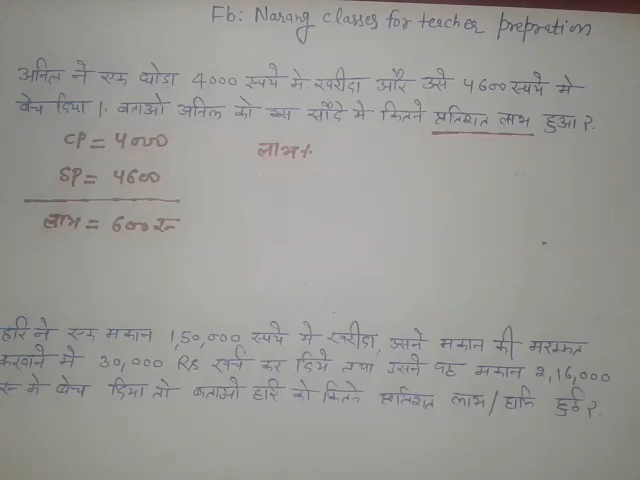 Fb: Narang classes for teacher prepration
अनिल ने एक घोडा 4000 रुपये मे खरीदा और उसे 4600 रुपये मे
बेच दिया। बताओ अनिल को इस सौदे मे कितने प्रतिशत लाभ हुआ?
CP = 4000
लाभ%
SP = 4600
लाभ = 600 रू
हरि ने एक मकान 1,50,000 रुपये मे खरीदा, उसने मकान की मरम्मत
करवाने मे 30,000 Rs खर्च कर दिये तथा उसने वह मकान 2,16,000
रू मे बेच दिया तो बताओ हरि को कितने प्रतिशत लाभ/हानि हुई?